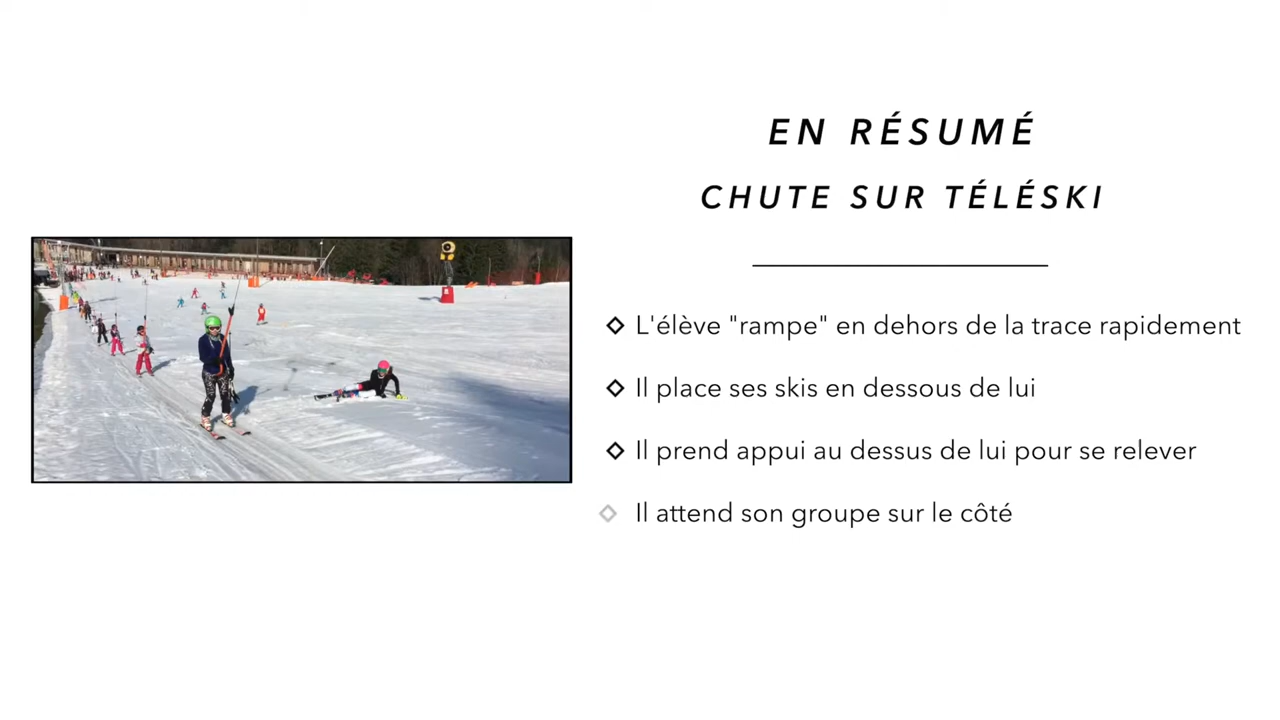 EN RÉSUMÉ
CHUTE SUR TÉLÉSKI
L'élève "rampe" en dehors de la trace rapidement
Il place ses skis en dessous de lui
Il prend appui au dessus de lui pour se relever
Il attend son groupe sur le côté